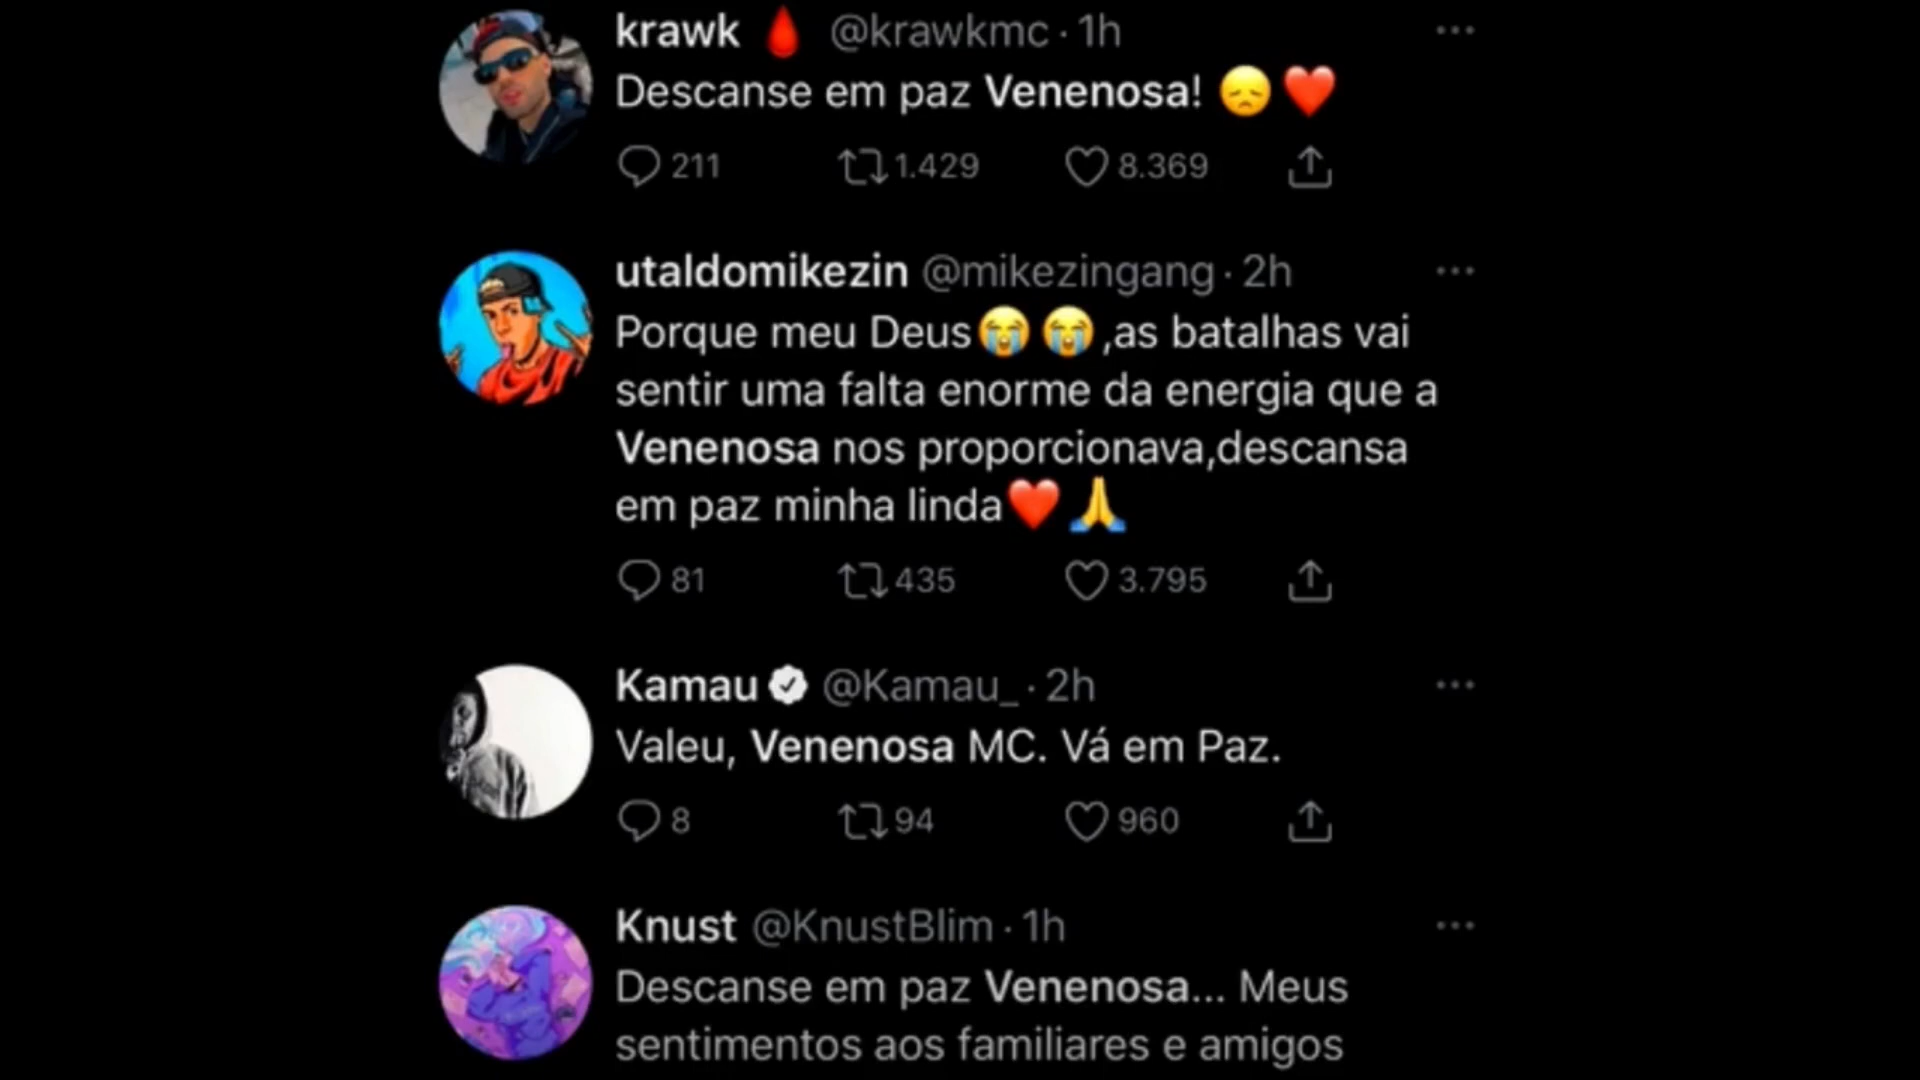 krawk 🩸 @krawkmc · 1h
Descanse em paz Venenosa! 😞❤️
211 1.429 8.369
utaldomikezin @mikezingang · 2h
Porque meu Deus😭😭,as batalhas vai
sentir uma falta enorme da energia que a
Venenosa nos proporcionava,descansa
em paz minha linda❤️🙏
81 435 3.795
Kamau @Kamau_ · 2h
Valeu, Venenosa MC. Vá em Paz.
8 94 960
Knust @KnustBlim · 1h
Descanse em paz Venenosa... Meus
sentimentos aos familiares e amigos